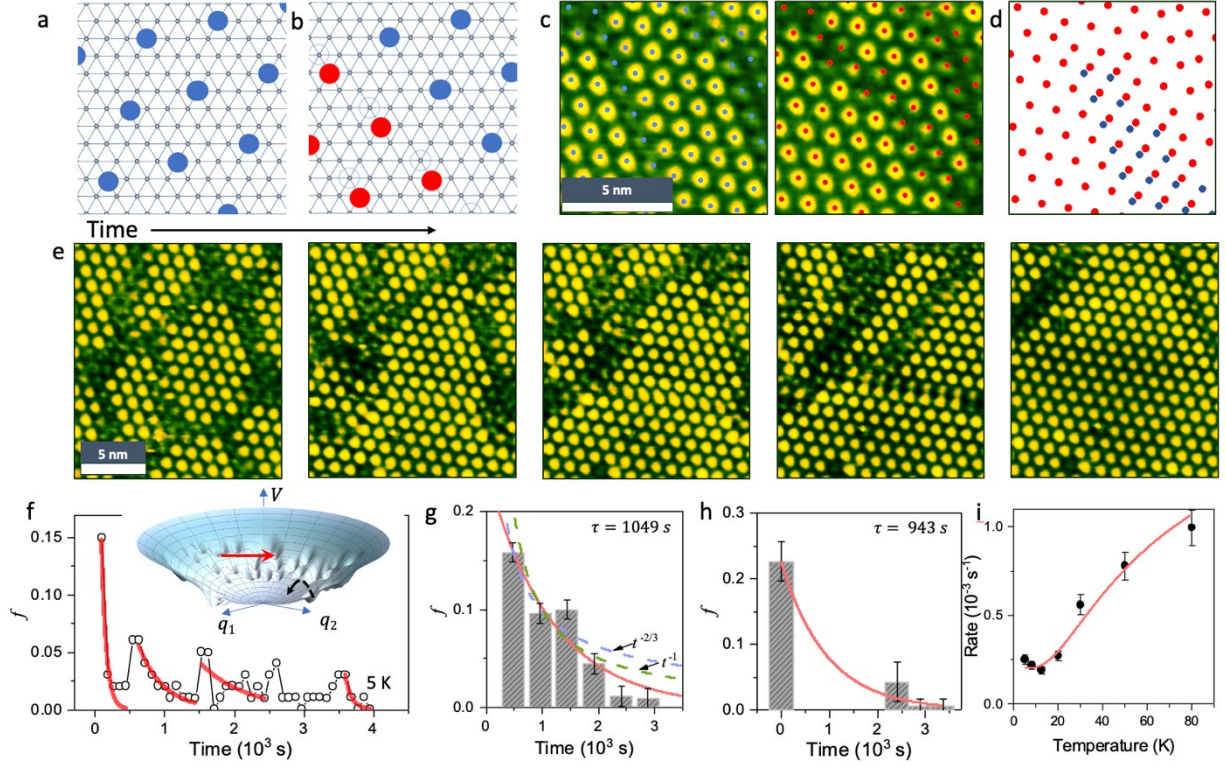 a
b
c
d
5 nm
Time
e
5 nm
f
V
q₁
q₂
5 K
f
0.15
0.10
0.05
0.00
0
1
2
3
4
Time (10³ s)
g
τ = 1049 s
t⁻²ᐟ³
t⁻¹
f
0.2
0.1
0.0
0
1
2
3
Time (10³ s)
h
τ = 943 s
f
0.3
0.2
0.1
0.0
0
1
2
3
Time (10³ s)
i
Rate (10⁻³ s⁻¹)
1.0
0.5
0.0
0
20
40
60
80
Temperature (K)